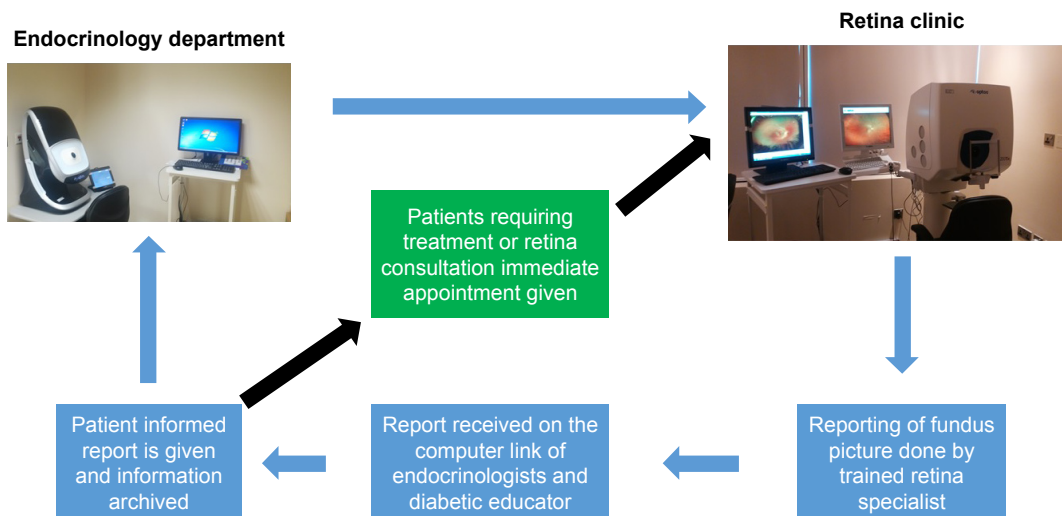 Retina clinic
Endocrinology department
Patients requiring
treatment or retina
consultation immediate
appointment given
Patient informed
report is given
and information
archived
Report received on the
computer link of
endocrinologists and
diabetic educator
Reporting of fundus
picture done by
trained retina
specialist